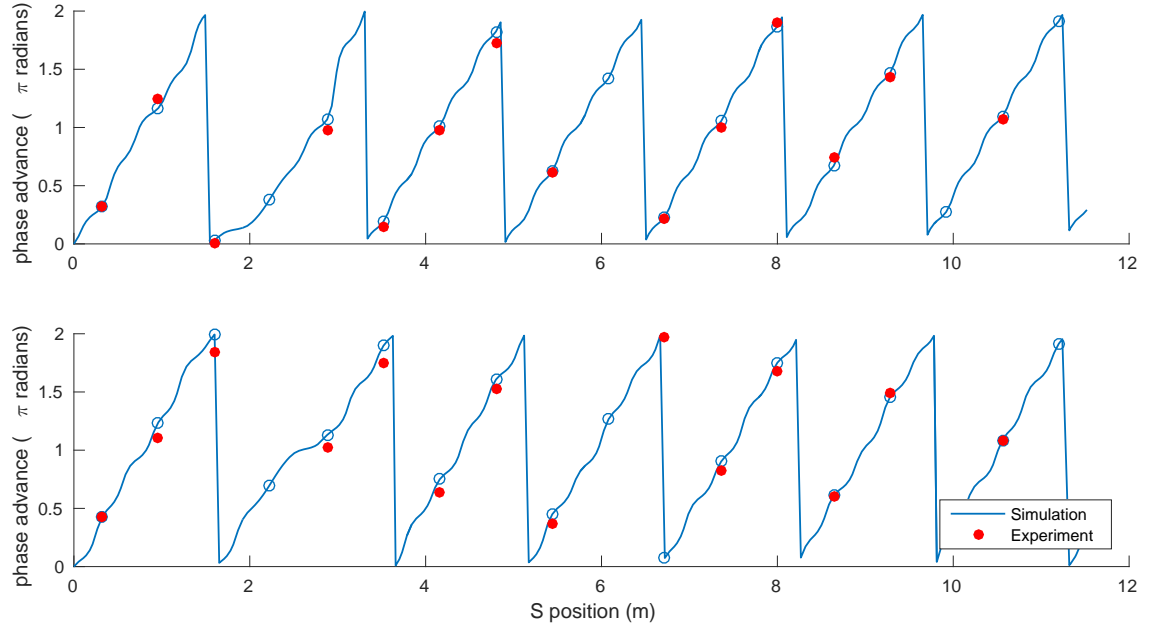 2
1.5
1
0.5
0
phase advance ( π radians)
0 2 4 6 8 10 12
2
1.5
1
0.5
0
phase advance ( π radians)
Simulation
Experiment
0 2 4 6 8 10 12
S position (m)